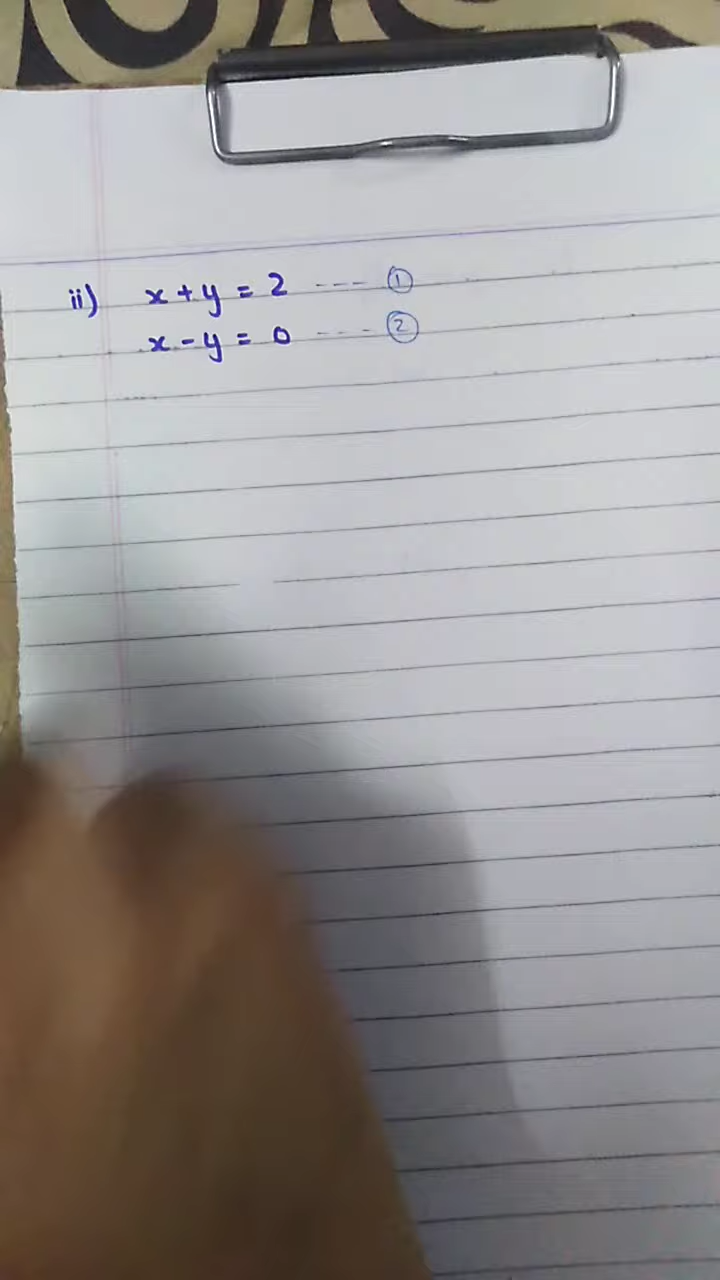 ii) x + y = 2 --- ①
x - y = 0 --- ②